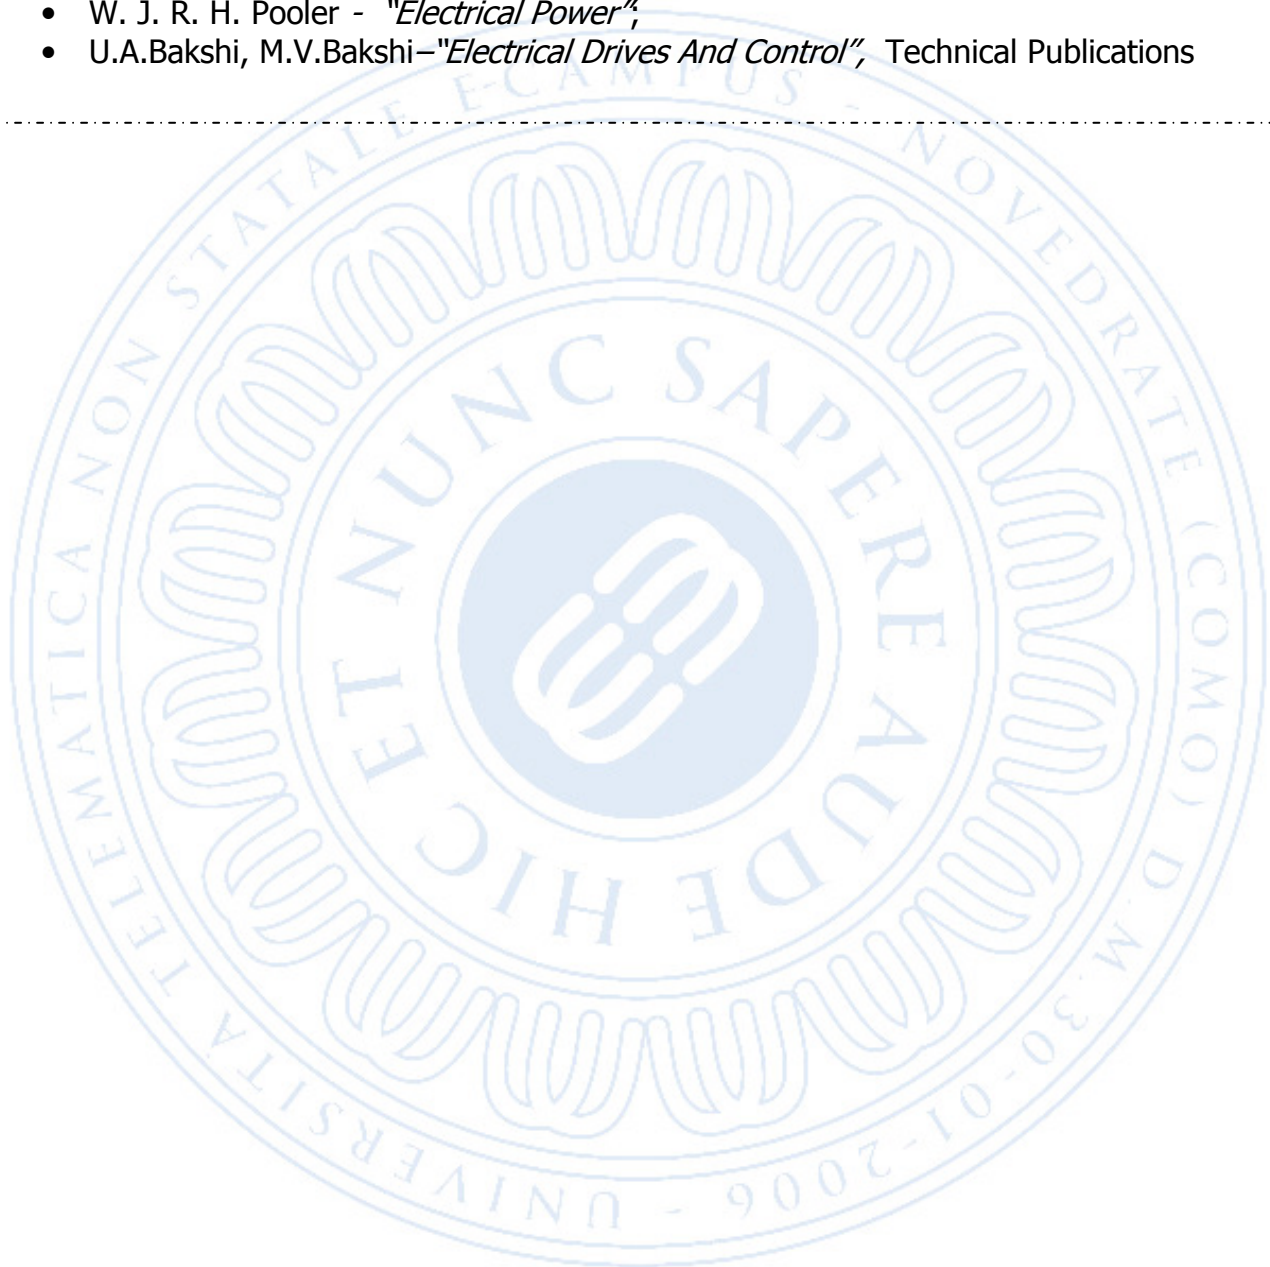 • W. J. R. H. Pooler - “Electrical Power”;
• U.A.Bakshi, M.V.Bakshi–“Electrical Drives And Control”, Technical Publications
UNIVERSITÀ TELEMATICA NON STATALE E-CAMPUS - NOVEDRATE (COMO) D.M. 30-01-2006 -
HIC ET NUNC SAPERE AUDE